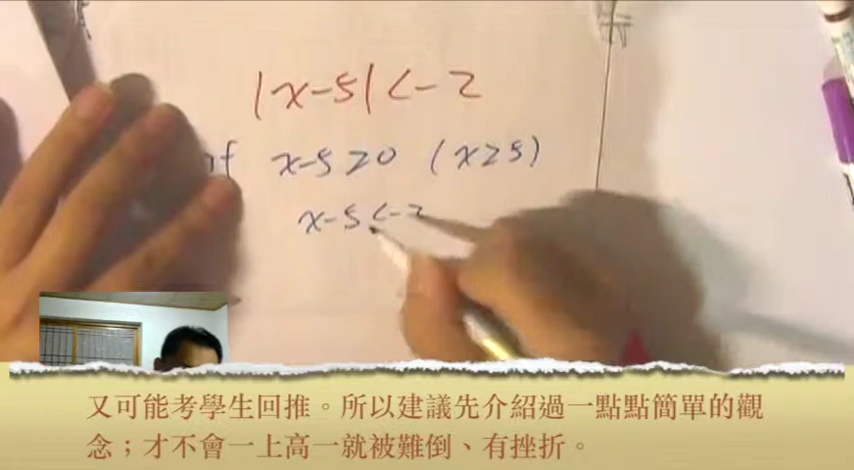 |x-5|<-2
if x-5≥0 (x≥5)
x-5<-2
又可能考學生回推。所以建議先介紹過一點點簡單的觀
念；才不會一上高一就被難倒、有挫折。